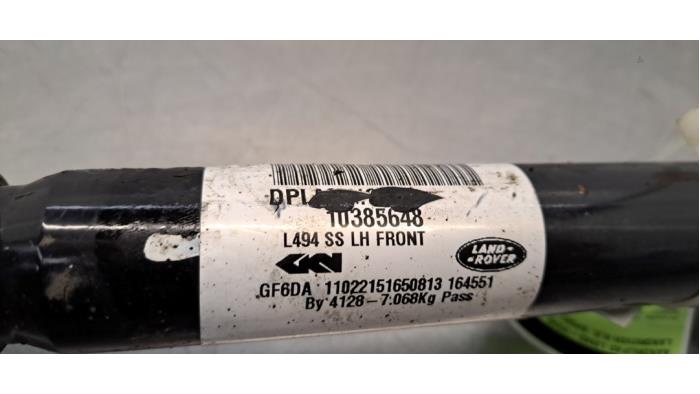 DPL
10385648
L494 SS LH FRONT
GKN
LAND
ROVER
GF6DA 11022151650813 164551
By 4128-7.068Kg Pass